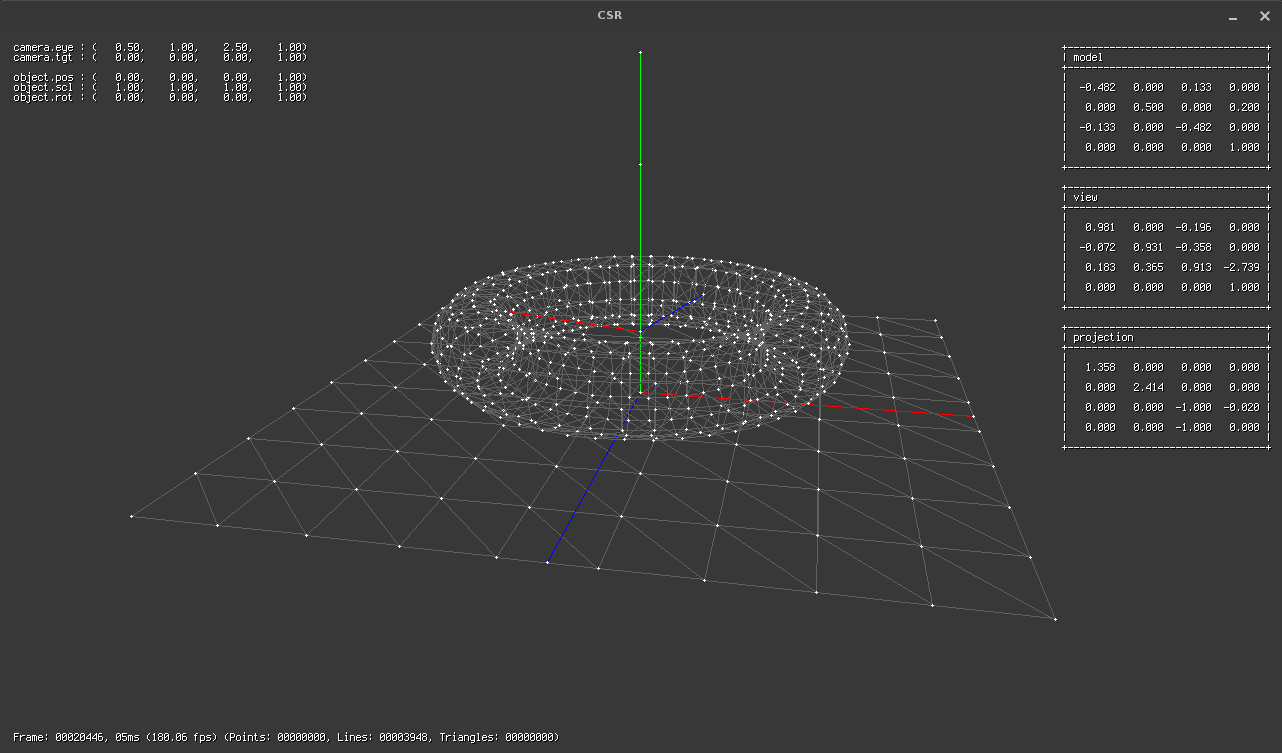 CSR
camera.eye : ( 0.50, 1.00, 2.50, 1.00)
camera.tgt : ( 0.00, 0.00, 0.00, 1.00)
object.pos : ( 0.00, 0.00, 0.00, 1.00)
object.scl : ( 1.00, 1.00, 1.00, 1.00)
object.rot : ( 0.00, 0.00, 0.00, 1.00)
model
-0.482 0.000 0.133 0.000
0.000 0.500 0.000 0.200
-0.133 0.000 -0.482 0.000
0.000 0.000 0.000 1.000
view
0.981 0.000 -0.196 0.000
-0.072 0.931 -0.358 0.000
0.183 0.365 0.913 -2.739
0.000 0.000 0.000 1.000
projection
1.358 0.000 0.000 0.000
0.000 2.414 0.000 0.000
0.000 0.000 -1.000 -0.020
0.000 0.000 -1.000 0.000
Frame: 00020446, 05ms (180.06 fps) (Points: 00000000, Lines: 00003948, Triangles: 00000000)